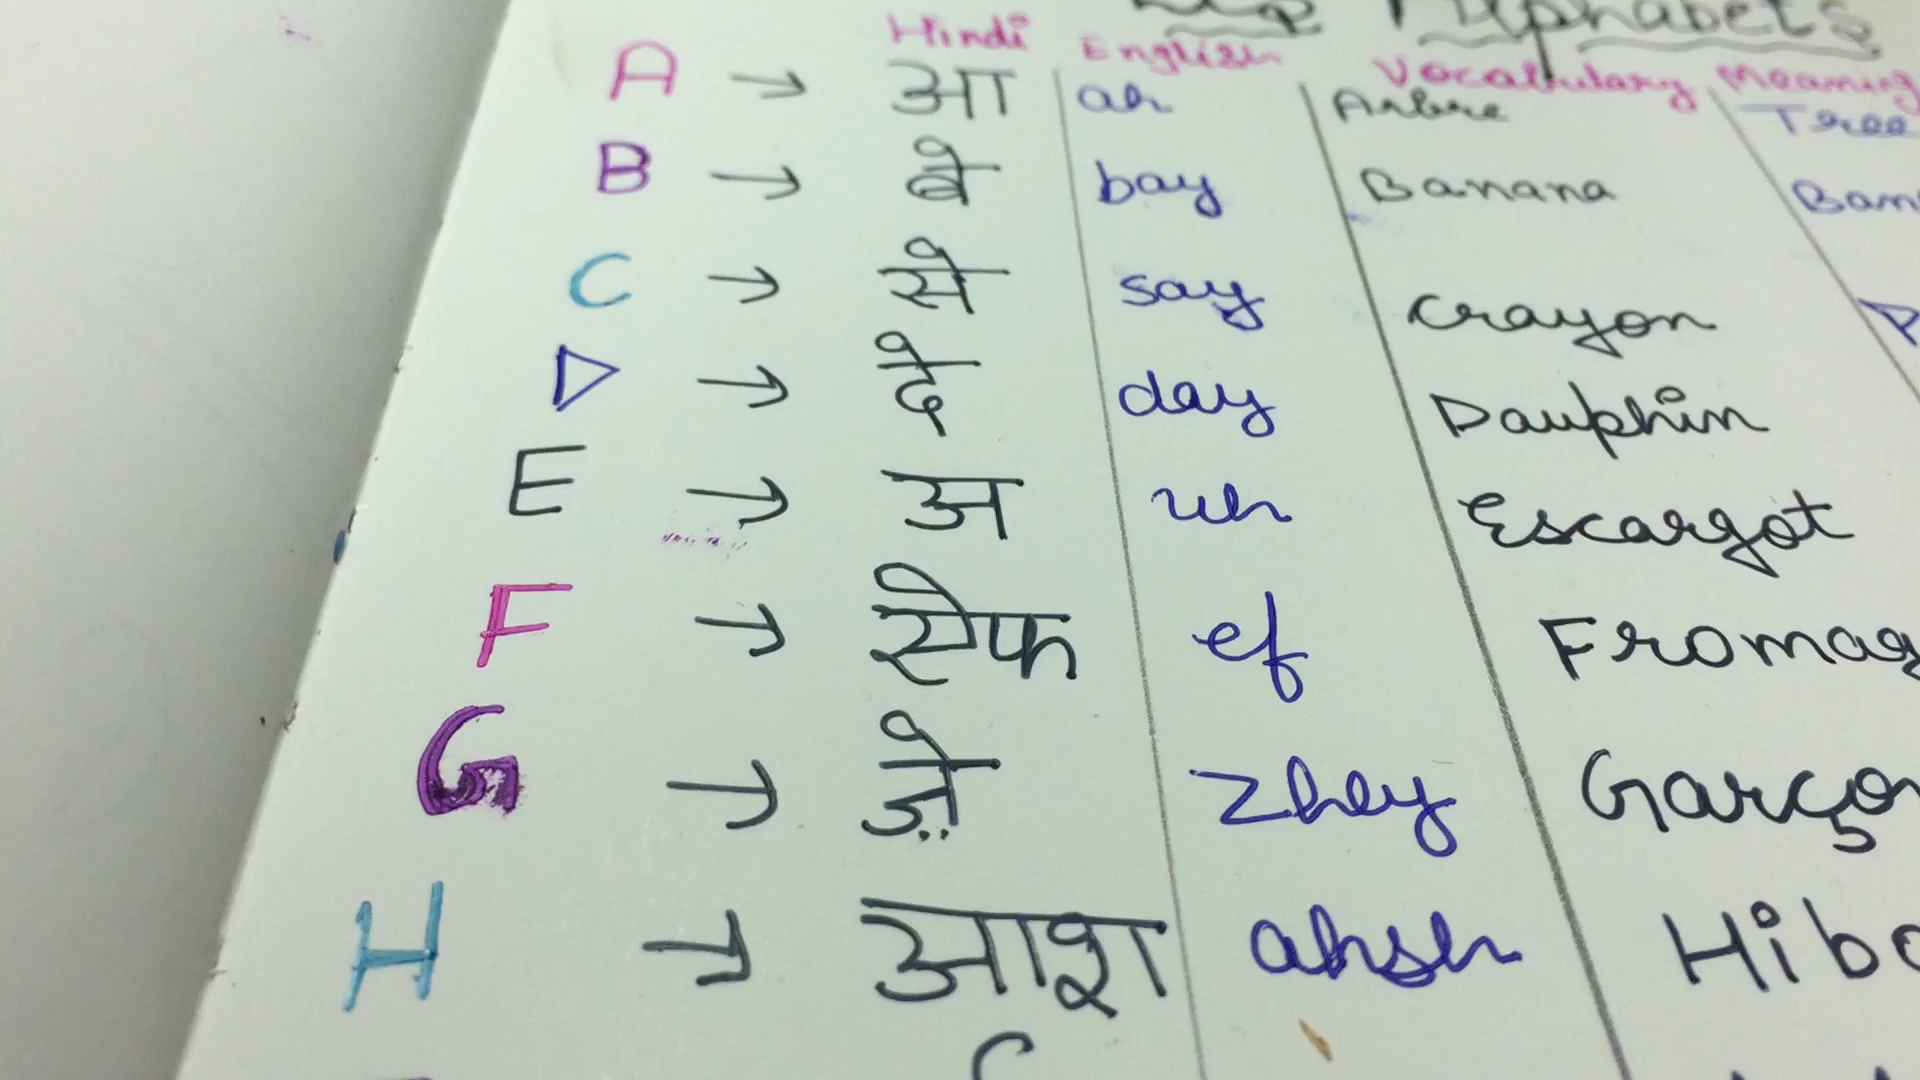 Alphabets
Hindi English Vocabulary Meaning
A → आ ah Arbre Tree
B → बे bay Banana
C → से say Crayon
D → दे day Dauphin
E → अ uh Escargot
F → ef
G → ज़े zhey
H → आश ahsh